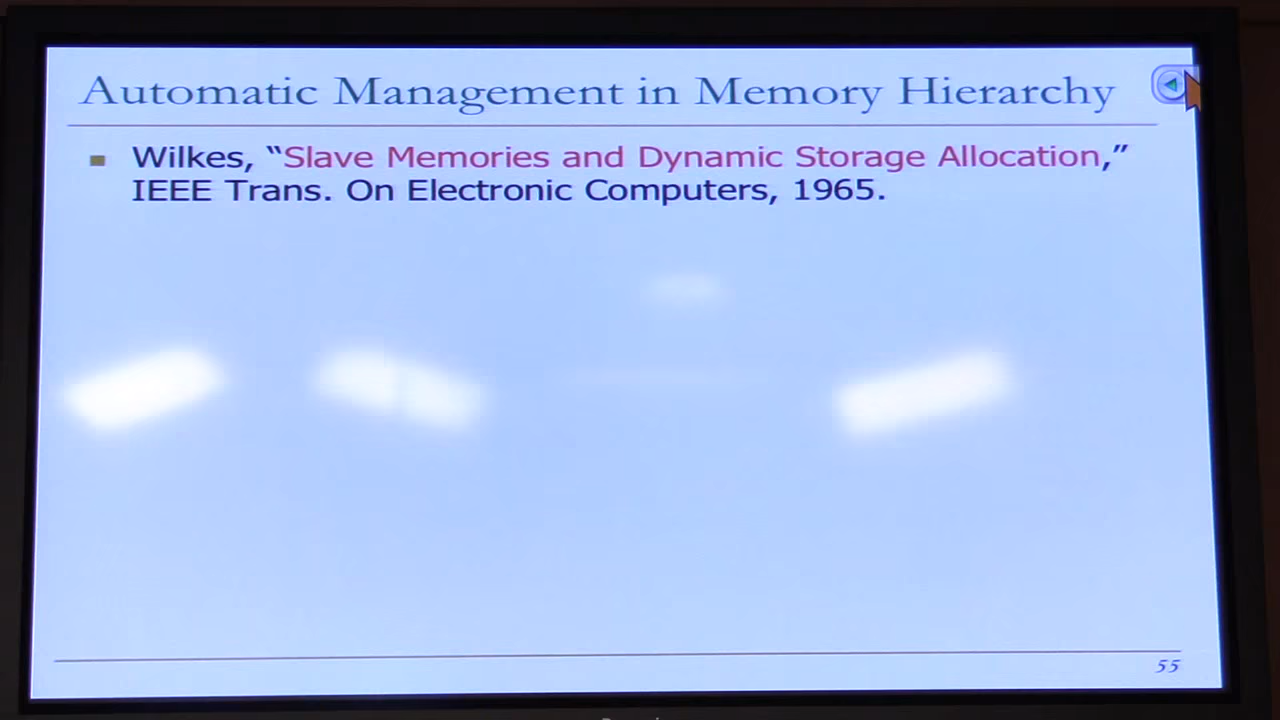 Automatic Management in Memory Hierarchy
Wilkes, “Slave Memories and Dynamic Storage Allocation,”
IEEE Trans. On Electronic Computers, 1965.
55